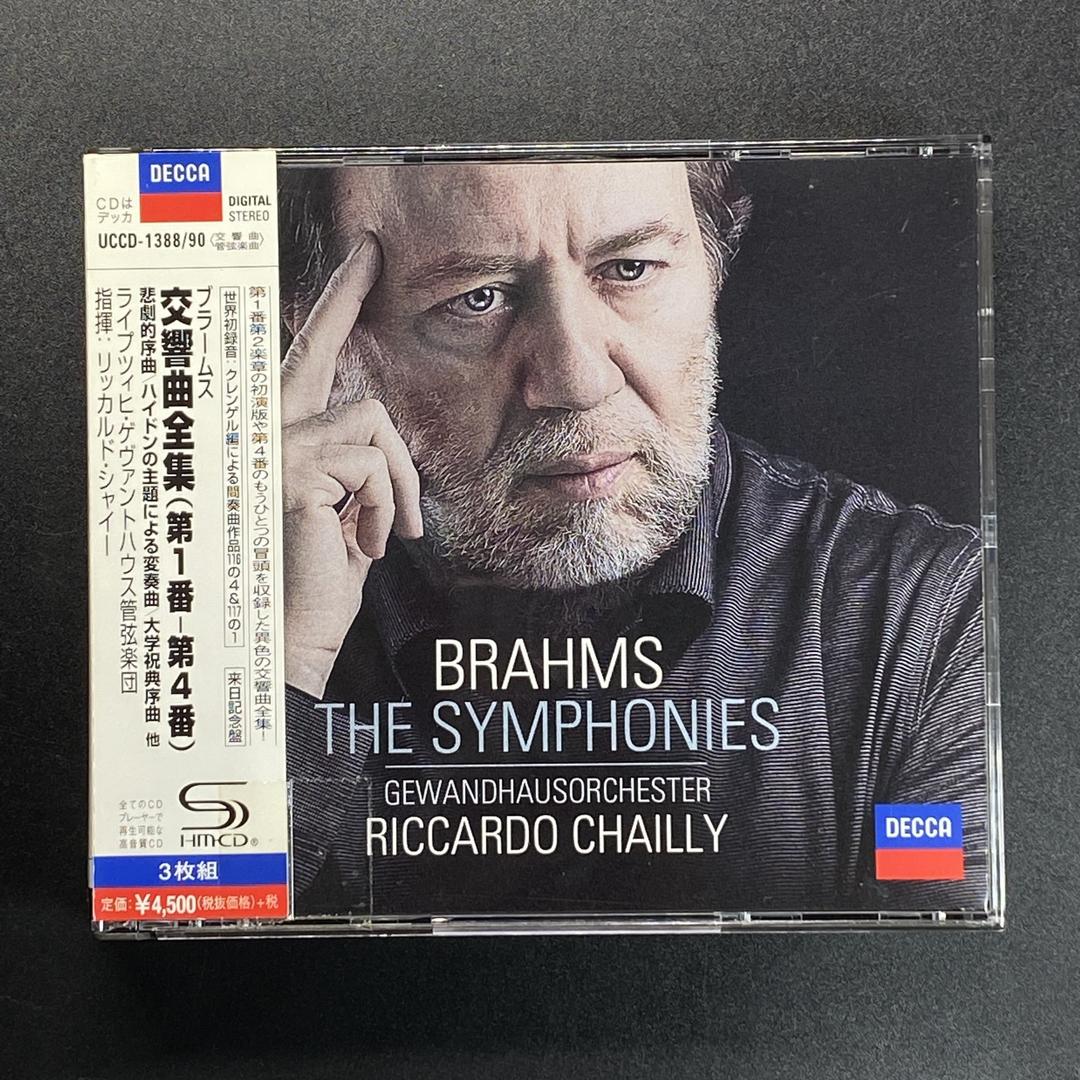 DECCA
CDは
デッカ
DIGITAL
STEREO
UCCD-1388/90〈交響曲
管弦楽曲〉
第1番第2楽章の初演版や第4番のもうひとつの冒頭を収録した異色の交響曲全集！
世界初録音：クレンゲル編による間奏曲作品116の4＆117の1
来日記念盤
ブラームス
交響曲全集（第1番–第4番）
悲劇的序曲/ハイドンの主題による変奏曲/大学祝典序曲 他
ライプツィヒ・ゲヴァントハウス管弦楽団
指揮：リッカルド・シャイー
全てのCD
プレーヤーで
再生可能な
高音質CD
SHM-CD®
3枚組
定価：¥4,500(税抜価格)+税
BRAHMS
THE SYMPHONIES
GEWANDHAUSORCHESTER
RICCARDO CHAILLY
DECCA